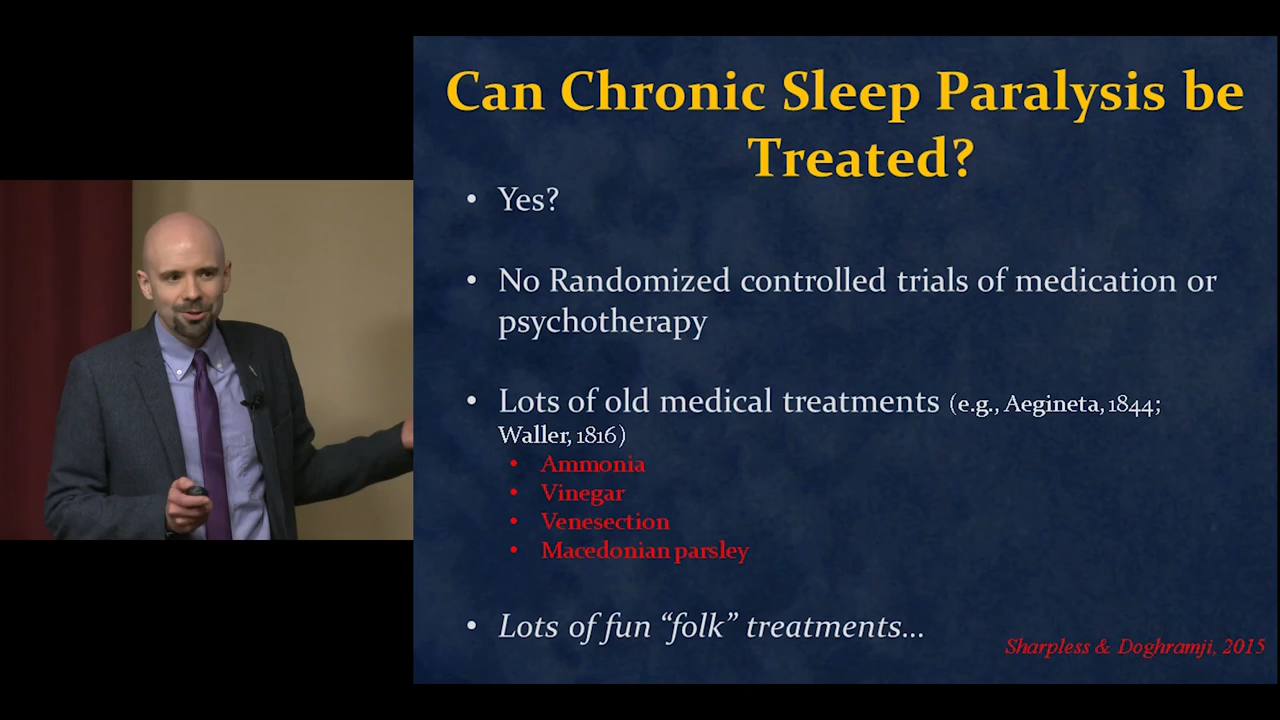 Can Chronic Sleep Paralysis be
Treated?
• Yes?
• No Randomized controlled trials of medication or
psychotherapy
• Lots of old medical treatments (e.g., Aegineta, 1844;
Waller, 1816)
• Ammonia
• Vinegar
• Venesection
• Macedonian parsley
• Lots of fun “folk” treatments...
Sharpless & Doghramji, 2015